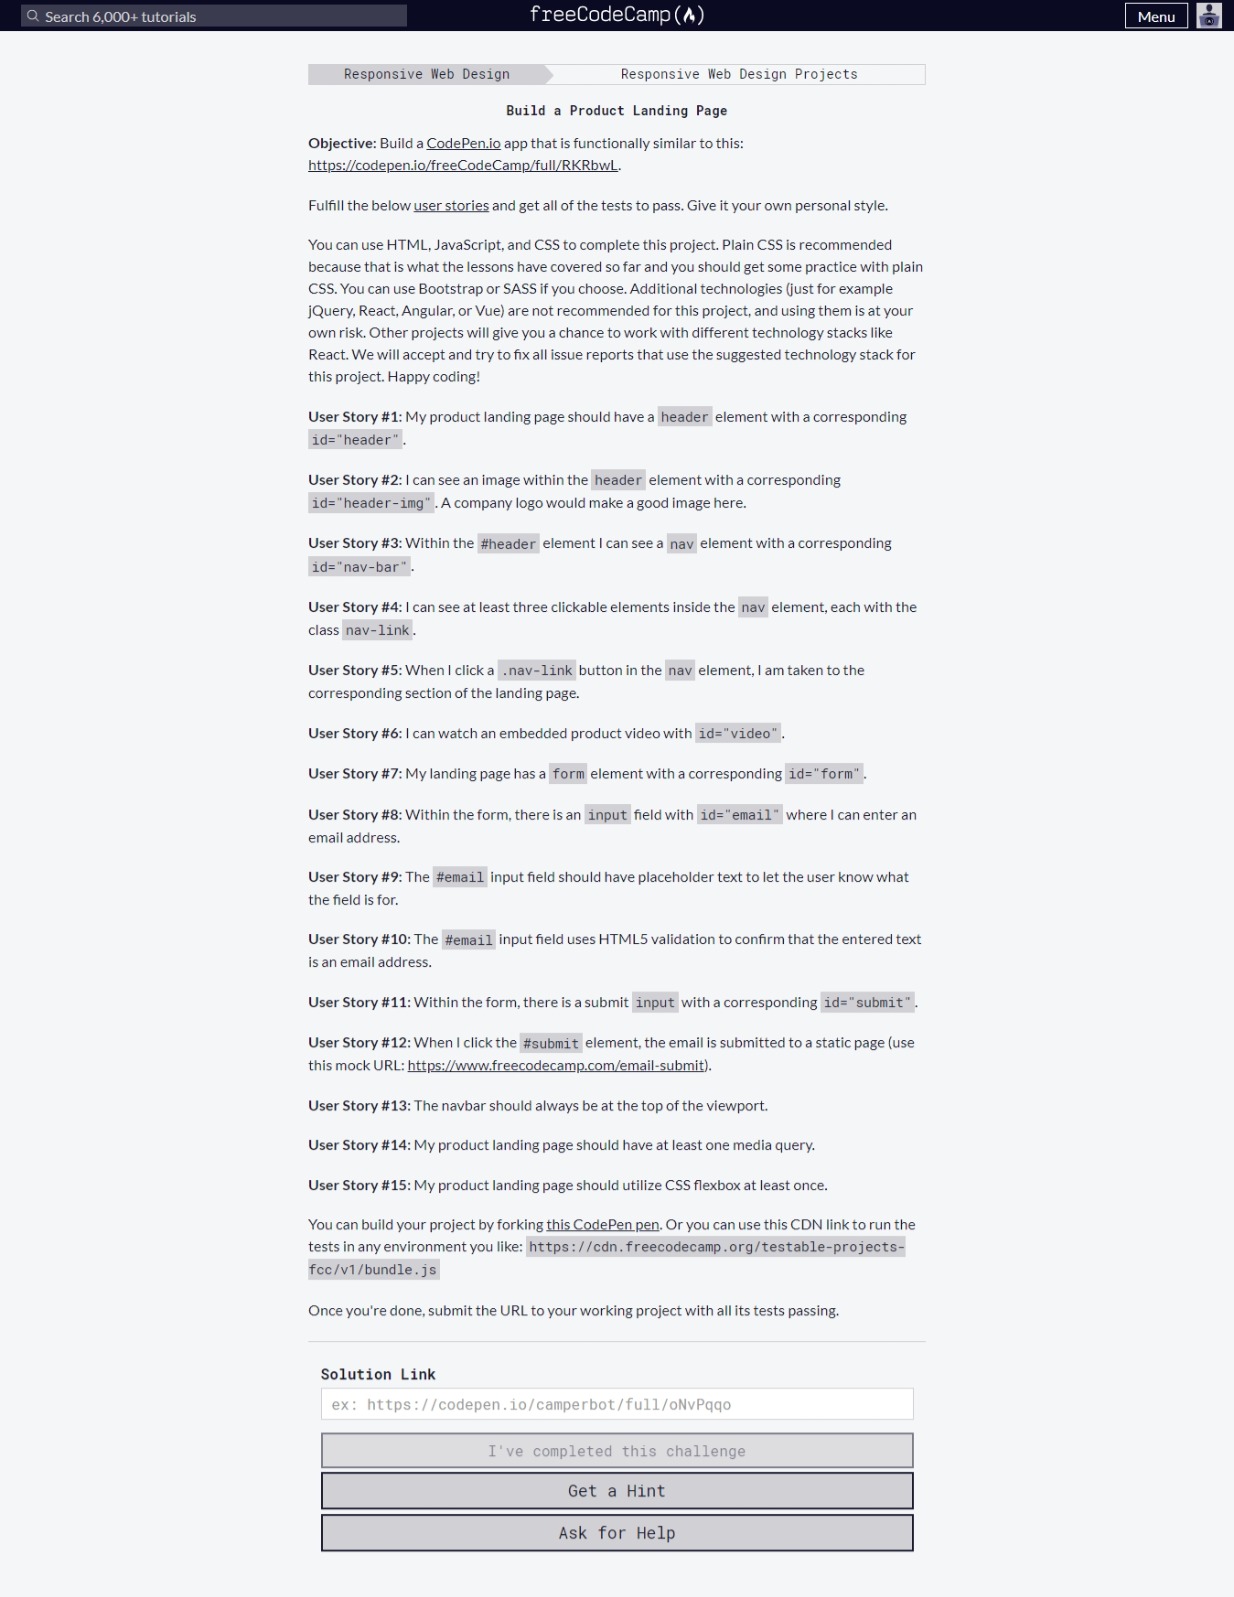 Search 6,000+ tutorials
freeCodeCamp
Menu
Responsive Web Design
Responsive Web Design Projects
Build a Product Landing Page
Objective: Build a CodePen.io app that is functionally similar to this:
https://codepen.io/freeCodeCamp/full/RKRbwL.
Fulfill the below user stories and get all of the tests to pass. Give it your own personal style.
You can use HTML, JavaScript, and CSS to complete this project. Plain CSS is recommended
because that is what the lessons have covered so far and you should get some practice with plain
CSS. You can use Bootstrap or SASS if you choose. Additional technologies (just for example
jQuery, React, Angular, or Vue) are not recommended for this project, and using them is at your
own risk. Other projects will give you a chance to work with different technology stacks like
React. We will accept and try to fix all issue reports that use the suggested technology stack for
this project. Happy coding!
User Story #1: My product landing page should have a header element with a corresponding
id="header".
User Story #2: I can see an image within the header element with a corresponding
id="header-img". A company logo would make a good image here.
User Story #3: Within the #header element I can see a nav element with a corresponding
id="nav-bar".
User Story #4: I can see at least three clickable elements inside the nav element, each with the
class nav-link.
User Story #5: When I click a .nav-link button in the nav element, I am taken to the
corresponding section of the landing page.
User Story #6: I can watch an embedded product video with id="video".
User Story #7: My landing page has a form element with a corresponding id="form".
User Story #8: Within the form, there is an input field with id="email" where I can enter an
email address.
User Story #9: The #email input field should have placeholder text to let the user know what
the field is for.
User Story #10: The #email input field uses HTML5 validation to confirm that the entered text
is an email address.
User Story #11: Within the form, there is a submit input with a corresponding id="submit".
User Story #12: When I click the #submit element, the email is submitted to a static page (use
this mock URL: https://www.freecodecamp.com/email-submit).
User Story #13: The navbar should always be at the top of the viewport.
User Story #14: My product landing page should have at least one media query.
User Story #15: My product landing page should utilize CSS flexbox at least once.
You can build your project by forking this CodePen pen. Or you can use this CDN link to run the
tests in any environment you like: https://cdn.freecodecamp.org/testable-projects-
fcc/v1/bundle.js
Once you're done, submit the URL to your working project with all its tests passing.
Solution Link
ex: https://codepen.io/camperbot/full/oNvPqqo
I've completed this challenge
Get a Hint
Ask for Help